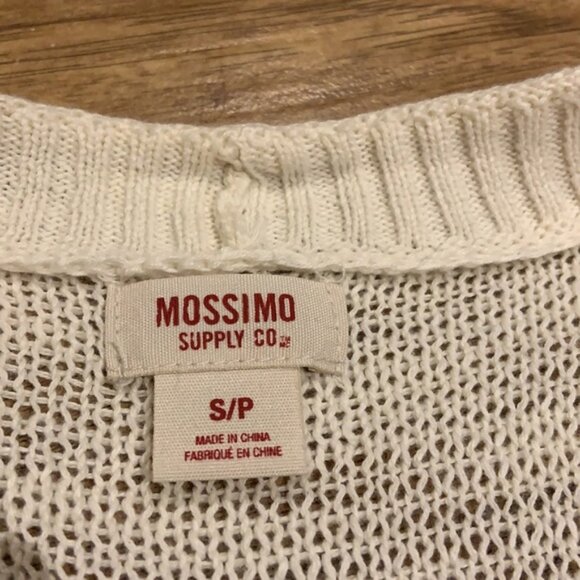 MOSSIMO
SUPPLY CO.
S/P
MADE IN CHINA
FABRIQUÉ EN CHINE